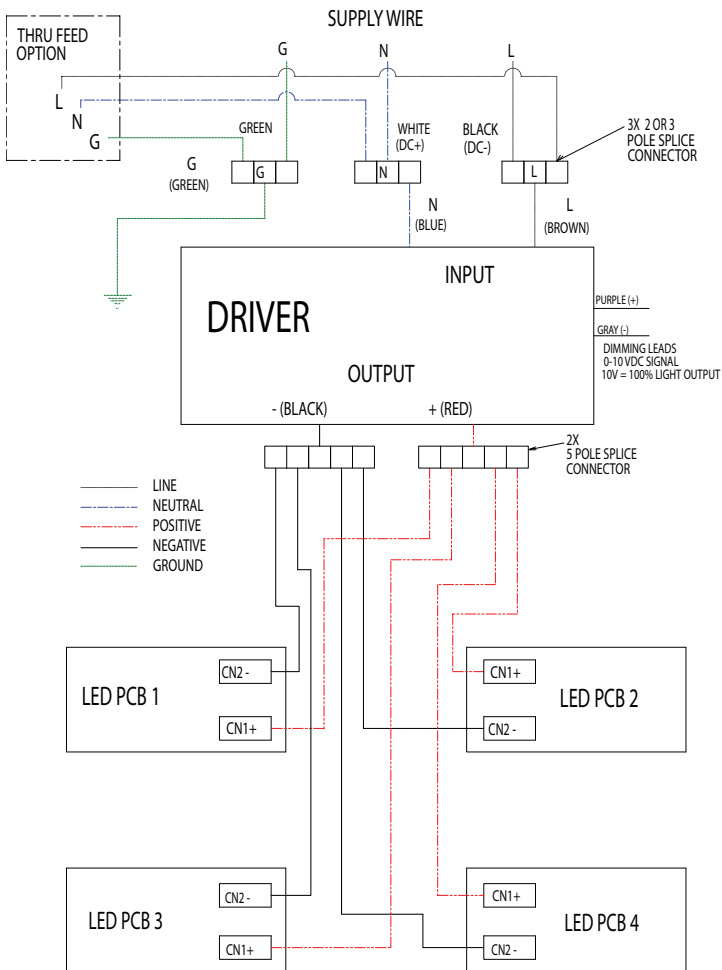 SUPPLY WIRE
THRU FEED
OPTION
G
N
L
L
N
G
GREEN
WHITE
(DC+)
BLACK
(DC-)
3X 2 OR 3
POLE SPLICE
CONNECTOR
G
(GREEN)
G
N
L
N
(BLUE)
L
(BROWN)
INPUT
DRIVER
PURPLE (+)
GRAY (-)
DIMMING LEADS
0-10 VDC SIGNAL
10V = 100% LIGHT OUTPUT
OUTPUT
- (BLACK)
+ (RED)
2X
5 POLE SPLICE
CONNECTOR
LINE
NEUTRAL
POSITIVE
NEGATIVE
GROUND
LED PCB 1
CN2 -
CN1+
CN1+
LED PCB 2
CN2 -
LED PCB 3
CN2 -
CN1+
CN1+
LED PCB 4
CN2 -